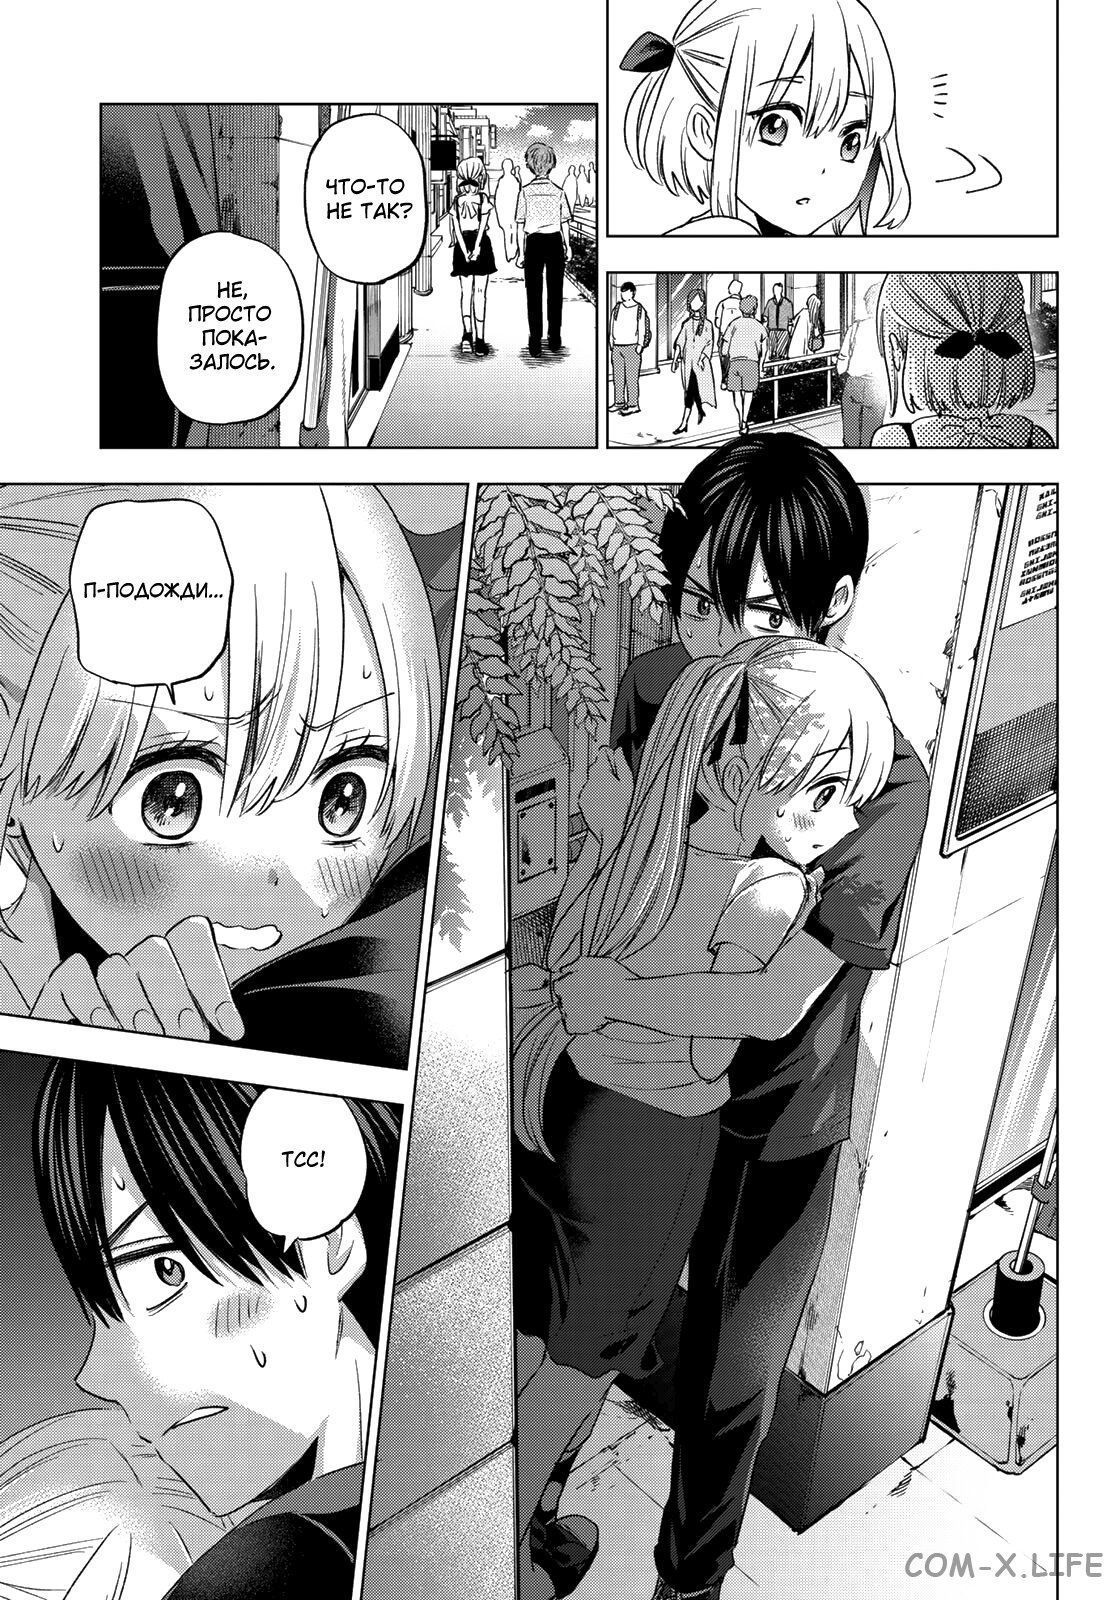 ЧТО-ТО
НЕ ТАК?
НЕ,
ПРОСТО
ПОКА-
ЗАЛОСЬ.
П-ПОДОЖДИ...
ТСС!
COM-X.LIFE